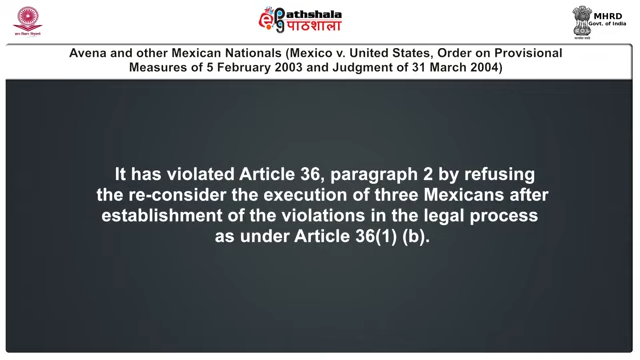 ePathshala
पाठशाला
MHRD
Govt. of India
Avena and other Mexican Nationals (Mexico v. United States, Order on Provisional
Measures of 5 February 2003 and Judgment of 31 March 2004)
It has violated Article 36, paragraph 2 by refusing
the re-consider the execution of three Mexicans after
establishment of the violations in the legal process
as under Article 36(1) (b).